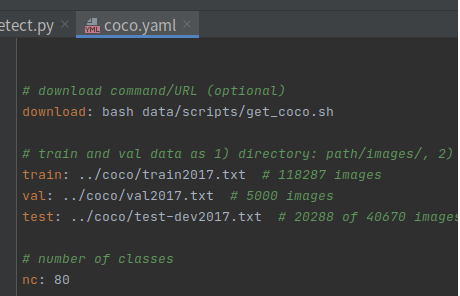 etect.py
coco.yaml
# download command/URL (optional)
download: bash data/scripts/get_coco.sh
# train and val data as 1) directory: path/images/, 2)
train: ../coco/train2017.txt  # 118287 images
val: ../coco/val2017.txt  # 5000 images
test: ../coco/test-dev2017.txt  # 20288 of 40670 images
# number of classes
nc: 80